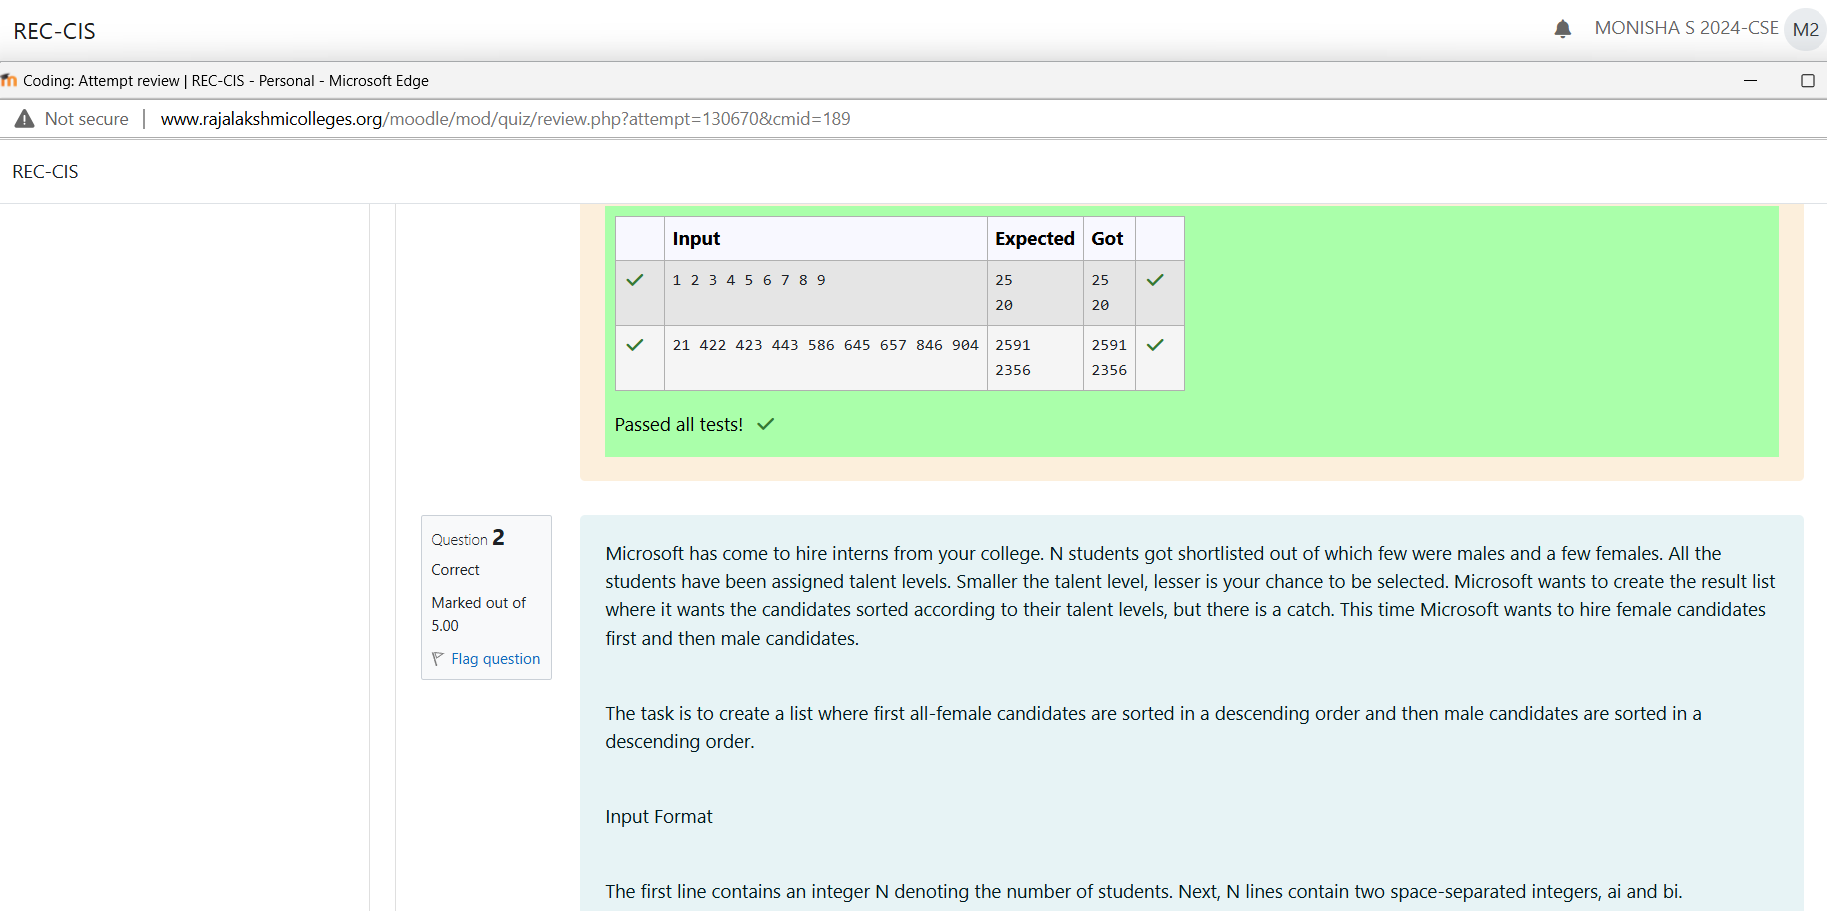 REC-CIS
MONISHA S 2024-CSE M2
Coding: Attempt review | REC-CIS - Personal - Microsoft Edge
Not secure | www.rajalakshmicolleges.org/moodle/mod/quiz/review.php?attempt=130670&cmid=189
REC-CIS
Input Expected Got
1 2 3 4 5 6 7 8 9 25 25
20 20
21 422 423 443 586 645 657 846 904 2591 2591
2356 2356
Passed all tests!
Question 2
Correct
Marked out of
5.00
Flag question
Microsoft has come to hire interns from your college. N students got shortlisted out of which few were males and a few females. All the
students have been assigned talent levels. Smaller the talent level, lesser is your chance to be selected. Microsoft wants to create the result list
where it wants the candidates sorted according to their talent levels, but there is a catch. This time Microsoft wants to hire female candidates
first and then male candidates.
The task is to create a list where first all-female candidates are sorted in a descending order and then male candidates are sorted in a
descending order.
Input Format
The first line contains an integer N denoting the number of students. Next, N lines contain two space-separated integers, ai and bi.